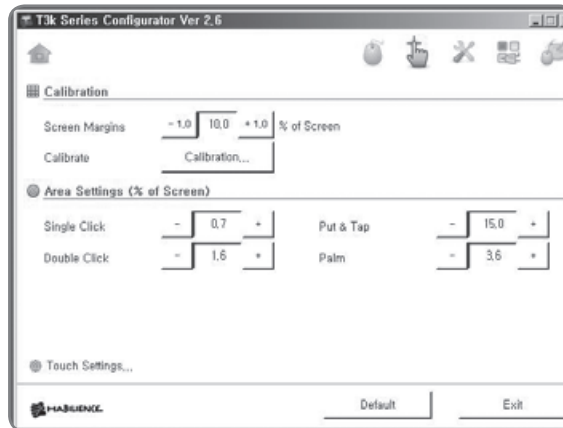 T3k Series Configurator Ver 2,6
Calibration
Screen Margins - 1,0 10,0 + 1,0 % of Screen
Calibrate Calibration,,,
Area Settings (% of Screen)
Single Click - 0,7 + Put & Tap - 15,0 +
Double Click - 1,6 + Palm - 3,6 +
Touch Settings,,,
HABILIENCE Default Exit